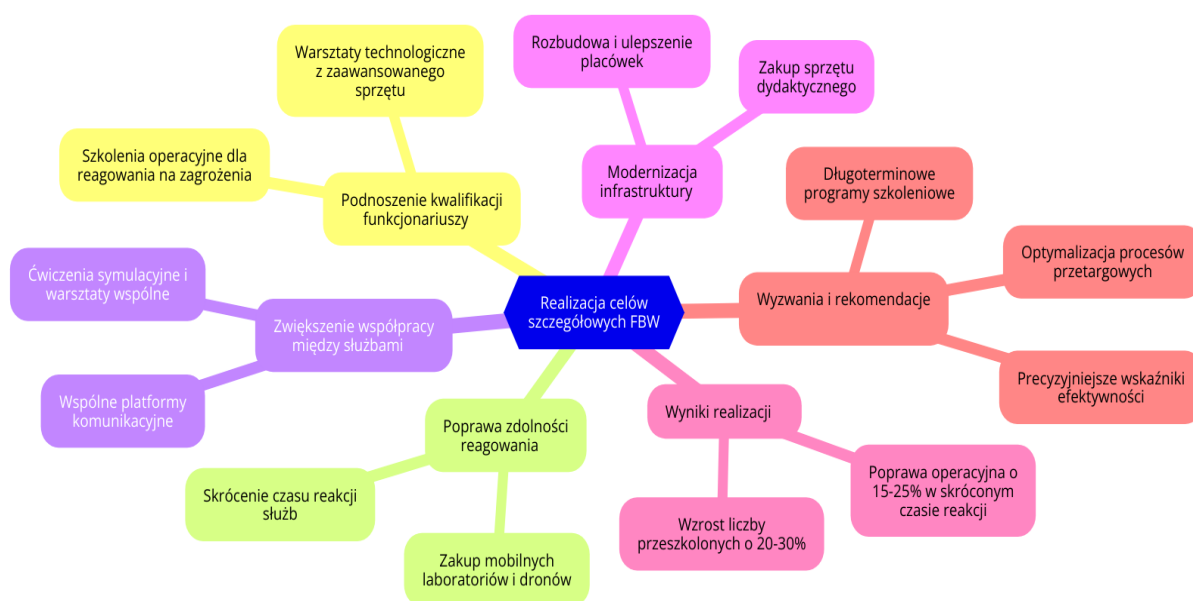 Warsztaty technologiczne
z zaawansowanego
sprzętu
Szkolenia operacyjne dla
reagowania na zagrożenia
Podnoszenie kwalifikacji
funkcjonariuszy
Rozbudowa i ulepszenie
placówek
Zakup sprzętu
dydaktycznego
Modernizacja
infrastruktury
Długoterminowe
programy szkoleniowe
Optymalizacja procesów
przetargowych
Wyzwania i rekomendacje
Precyzyjniejsze wskaźniki
efektywności
Realizacja celów
szczegółowych FBW
Ćwiczenia symulacyjne i
warsztaty wspólne
Zwiększenie współpracy
między służbami
Wspólne platformy
komunikacyjne
Poprawa zdolności
reagowania
Skrócenie czasu reakcji
służb
Zakup mobilnych
laboratoriów i dronów
Wyniki realizacji
Wzrost liczby
przeszkolonych o 20-30%
Poprawa operacyjna o
15-25% w skróconym
czasie reakcji